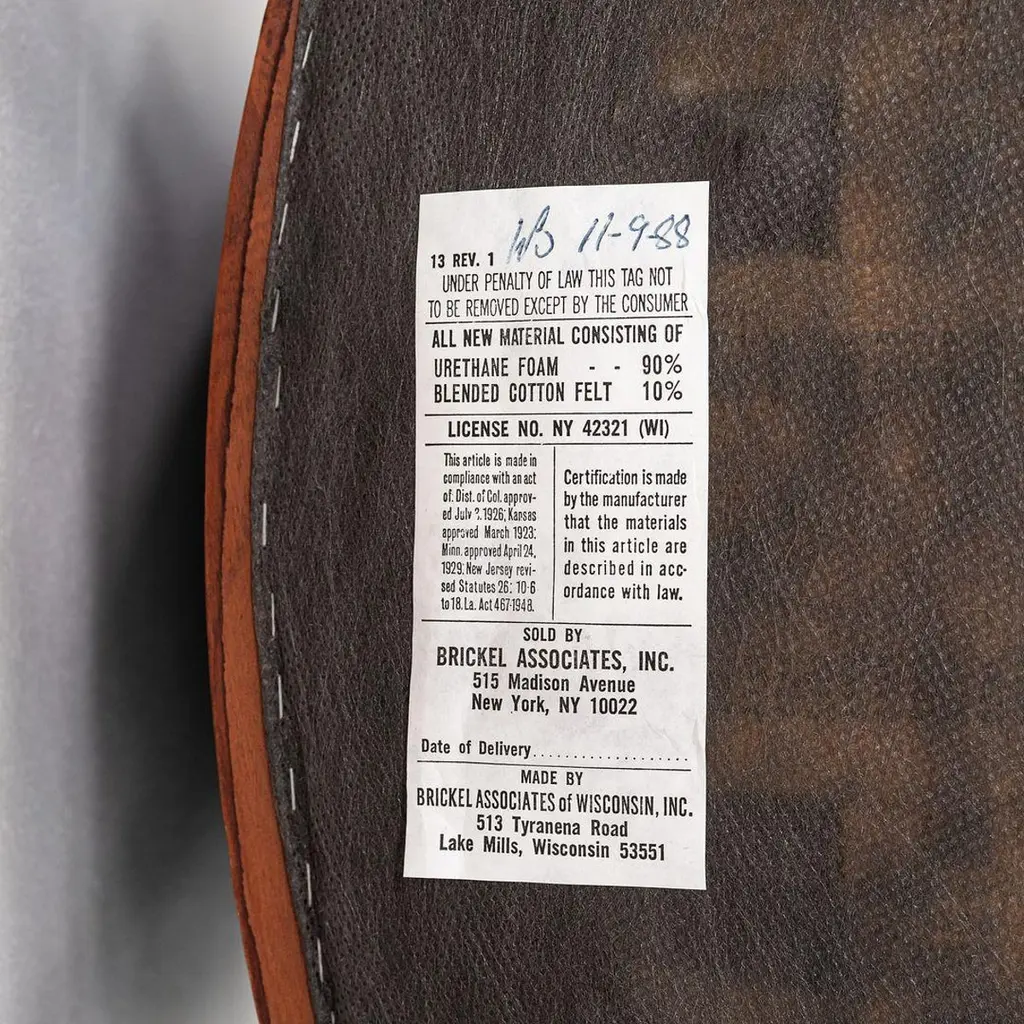 WB 11-9-88
13 REV. 1
UNDER PENALTY OF LAW THIS TAG NOT
TO BE REMOVED EXCEPT BY THE CONSUMER
ALL NEW MATERIAL CONSISTING OF
URETHANE FOAM - - 90%
BLENDED COTTON FELT 10%
LICENSE NO. NY 42321 (WI)
This article is made in
compliance with an act
of. Dist. of Col. approv-
ed July 1926; Kansas
approved March 1923:
Minn. approved April 24,
1929; New Jersey revi-
sed Statutes 26: 10-6
to 18. La. Act 467-1948.
Certification is made
by the manufacturer
that the materials
in this article are
described in acc-
ordance with law.
SOLD BY
BRICKEL ASSOCIATES, INC.
515 Madison Avenue
New York, NY 10022
Date of Delivery....................
MADE BY
BRICKEL ASSOCIATES of WISCONSIN, INC.
513 Tyranena Road
Lake Mills, Wisconsin 53551